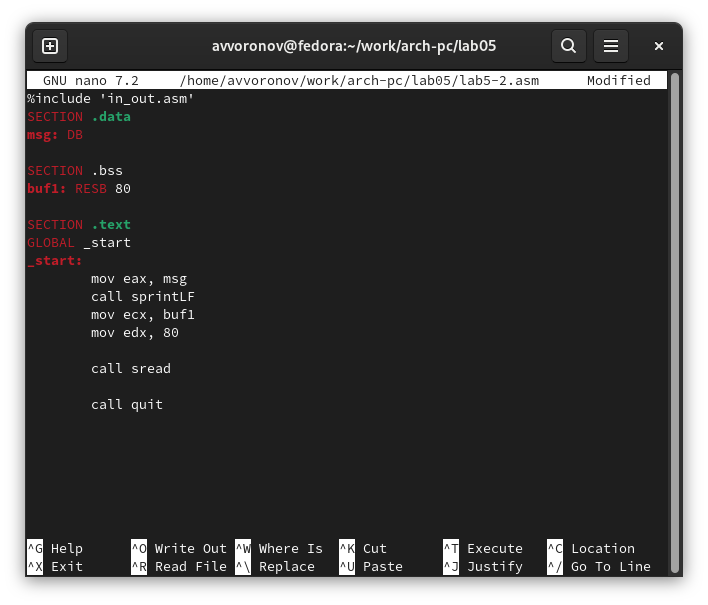 avvoronov@fedora:~/work/arch-pc/lab05
GNU nano 7.2 /home/avvoronov/work/arch-pc/lab05/lab5-2.asm Modified
%include 'in_out.asm'
SECTION .data
msg: DB
SECTION .bss
buf1: RESB 80
SECTION .text
GLOBAL _start
_start:
mov eax, msg
call sprintLF
mov ecx, buf1
mov edx, 80
call sread
call quit
^G Help ^O Write Out ^W Where Is ^K Cut ^T Execute ^C Location
^X Exit ^R Read File ^\ Replace ^U Paste ^J Justify ^/ Go To Line